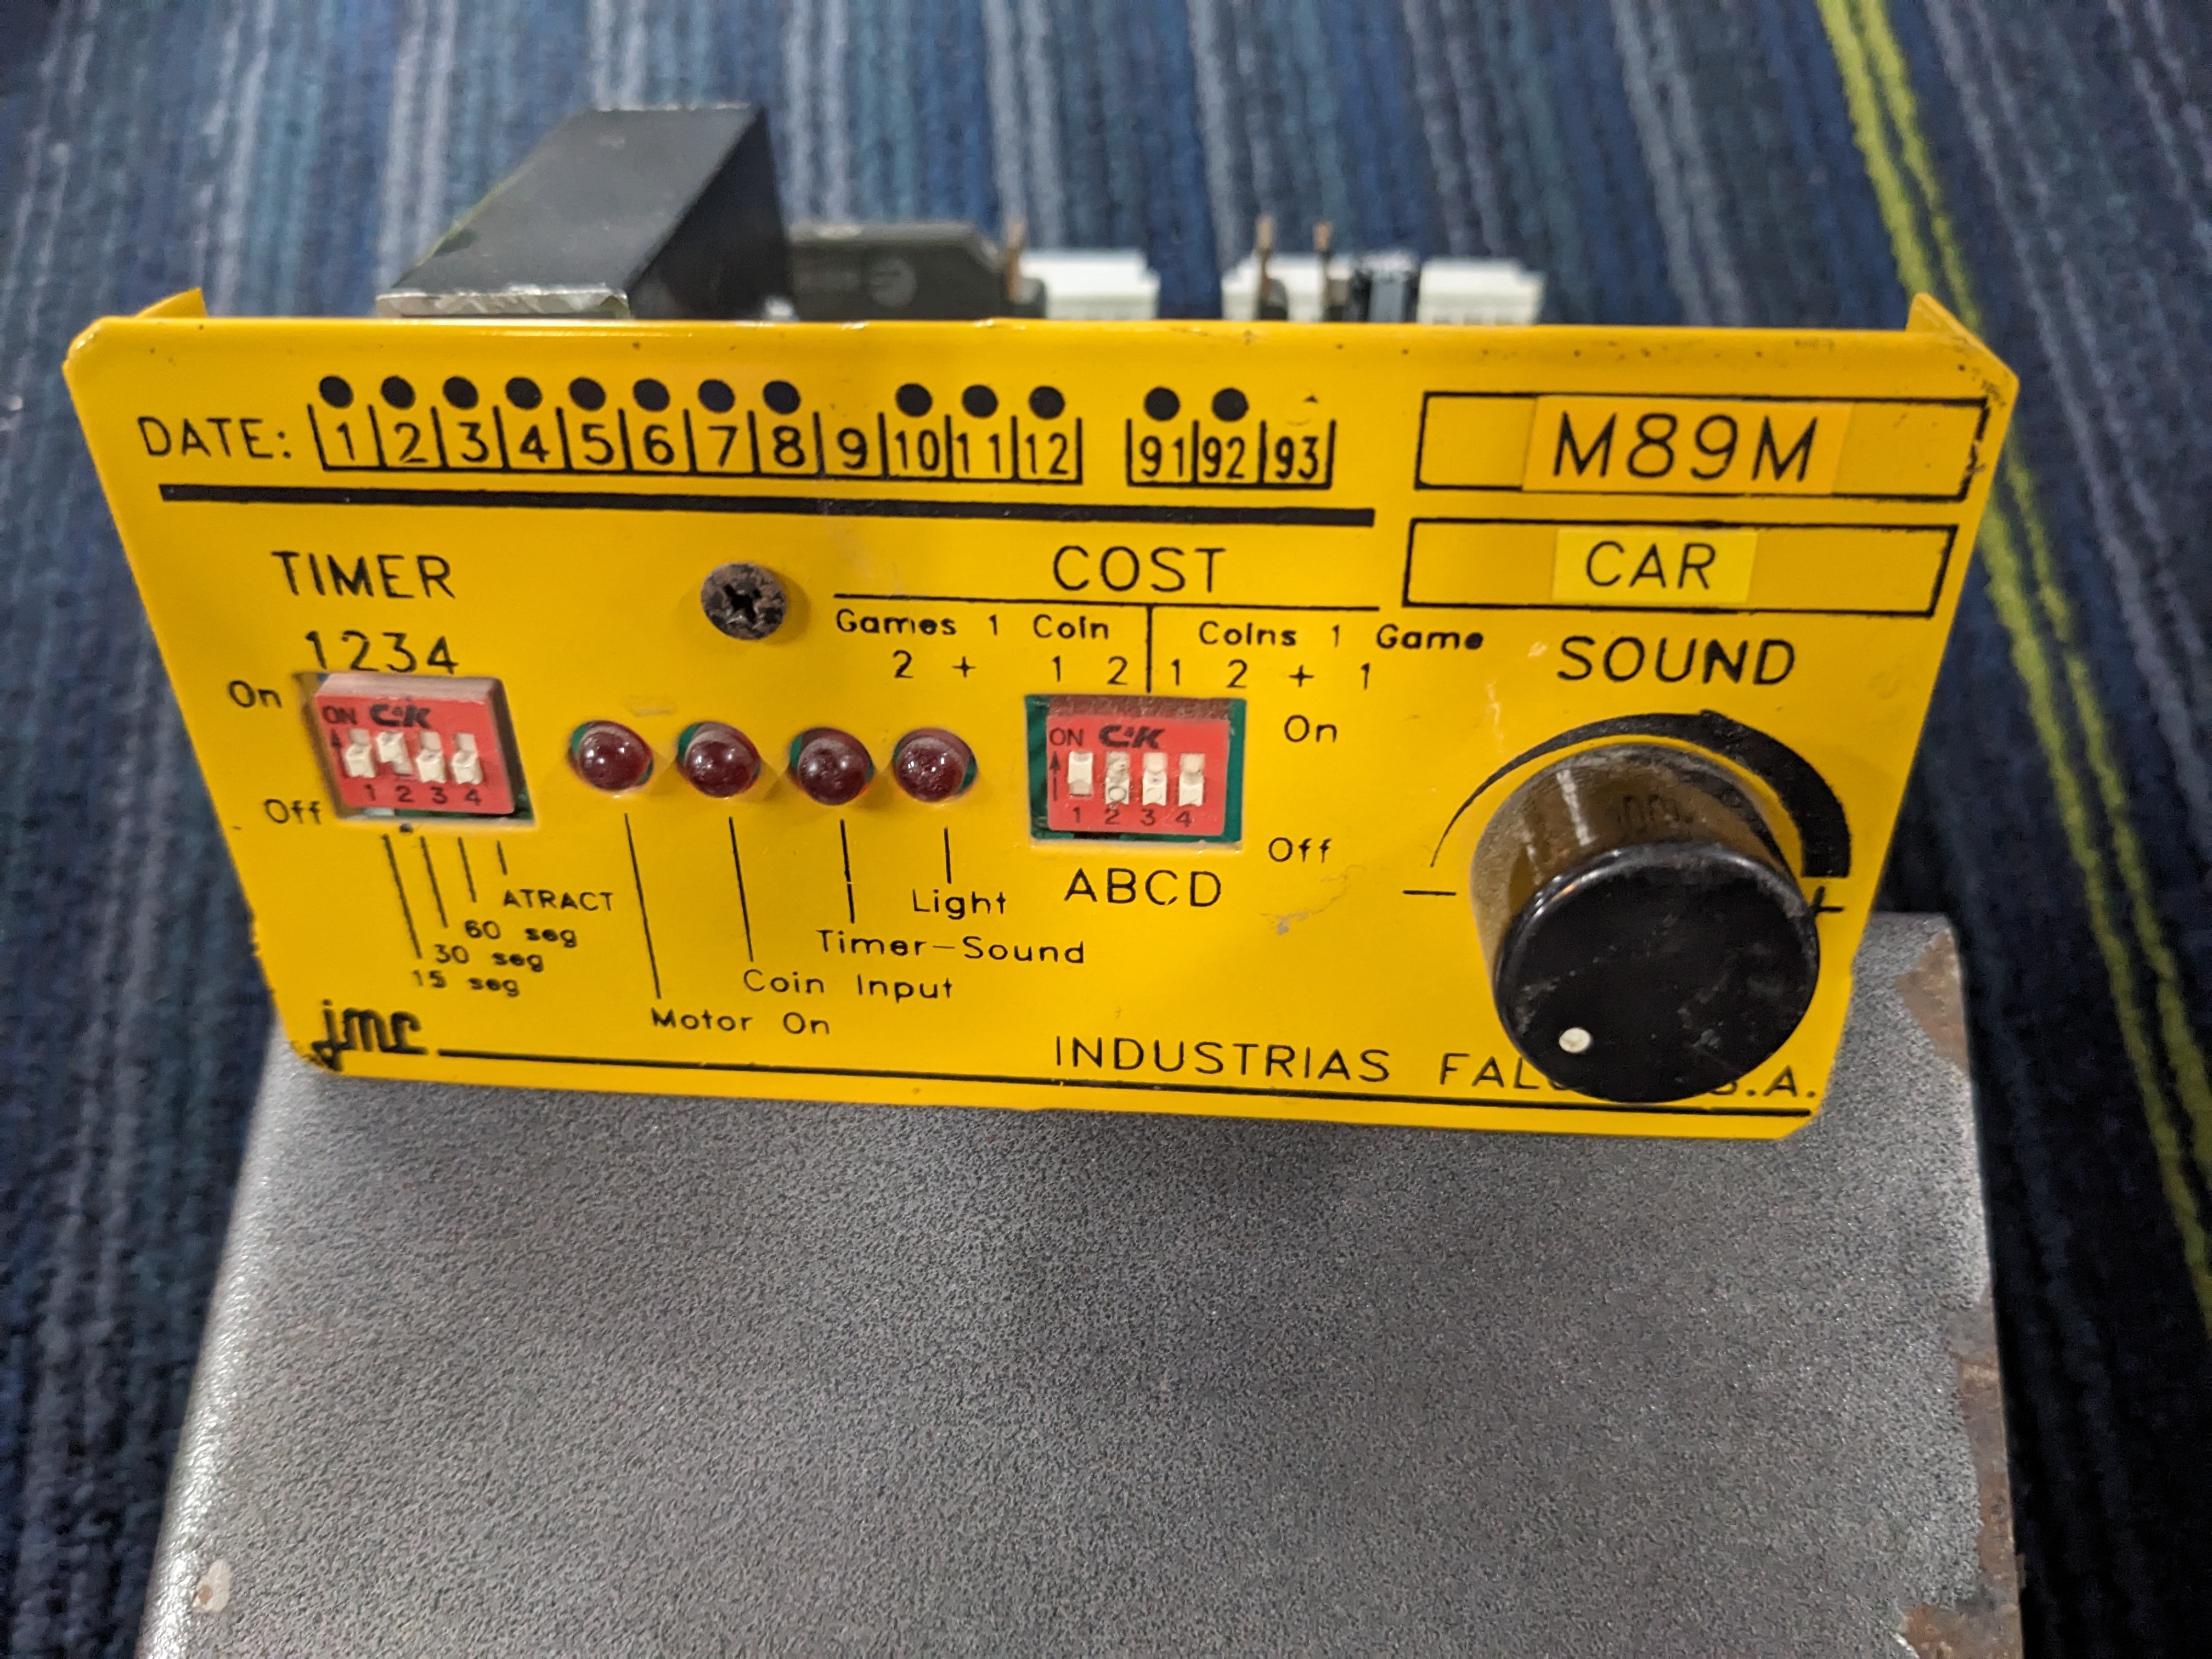 DATE: 1 2 3 4 5 6 7 8 9 10 11 12 91 92 93
M89M
CAR
TIMER
1234
On
ON C&K
1 2 3 4
Off
ATRACT
60 seg
30 seg
15 seg
Light
Timer-Sound
Coin Input
Motor On
COST
Games 1 Coin
Coins 1 Game
2 + 1 2 1 2 + 1
ON C&K
1 2 3 4
On
Off
ABCD
SOUND
- +
jmc
INDUSTRIAS S.A.